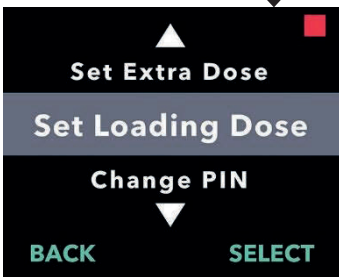 Set Extra Dose
Set Loading Dose
Change PIN
BACK SELECT